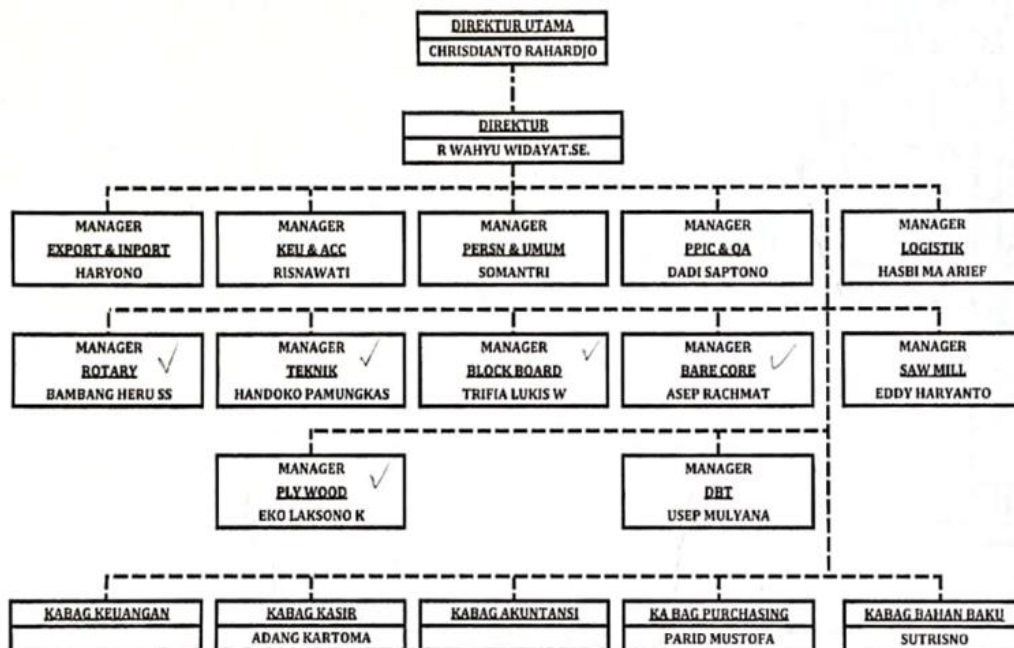 DIREKTUR UTAMA
CHRISDIANTO RAHARDJO
DIREKTUR
R WAHYU WIDAYAT.SE.
MANAGER
EXPORT & INPORT
HARYONO
MANAGER
KEU & ACC
RISNAWATI
MANAGER
PERSN & UMUM
SOMANTRI
MANAGER
PPIC & QA
DADI SAPTONO
MANAGER
LOGISTIK
HASBI MA ARIEF
MANAGER
ROTARY
BAMBANG HERU SS
MANAGER
TEKNIK
HANDOKO PAMUNGKAS
MANAGER
BLOCK BOARD
TRIFIA LUKIS W
MANAGER
BARE CORE
ASEP RACHMAT
MANAGER
SAW MILL
EDDY HARYANTO
MANAGER
PLY WOOD
EKO LAKSONO K
MANAGER
DBT
USEP MULYANA
KABAG KEUANGAN
KABAG KASIR
ADANG KARTOMA
KABAG AKUNTANSI
KA BAG PURCHASING
PARID MUSTOFA
KABAG BAHAN BAKU
SUTRISNO